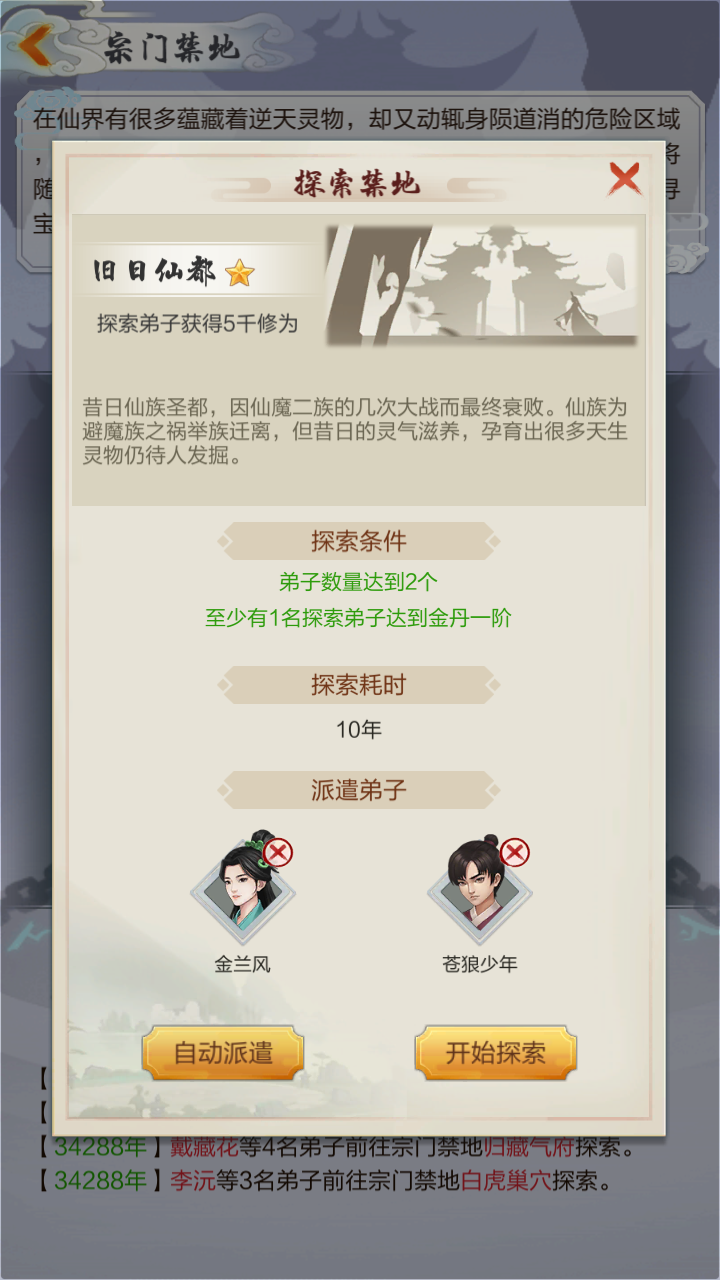 宗门禁地
在仙界有很多蕴藏着逆天灵物，却又动辄身陨道消的危险区域
，
将
随
寻
宝
探索禁地
旧日仙都
探索弟子获得5千修为
昔日仙族圣都，因仙魔二族的几次大战而最终衰败。仙族为
避魔族之祸举族迁离，但昔日的灵气滋养，孕育出很多天生
灵物仍待人发掘。
探索条件
弟子数量达到2个
至少有1名探索弟子达到金丹一阶
探索耗时
10年
派遣弟子
金兰风
苍狼少年
自动派遣
开始探索
【
【
【34288年】戴藏花等4名弟子前往宗门禁地归藏气府探索。
【34288年】李沅等3名弟子前往宗门禁地白虎巢穴探索。